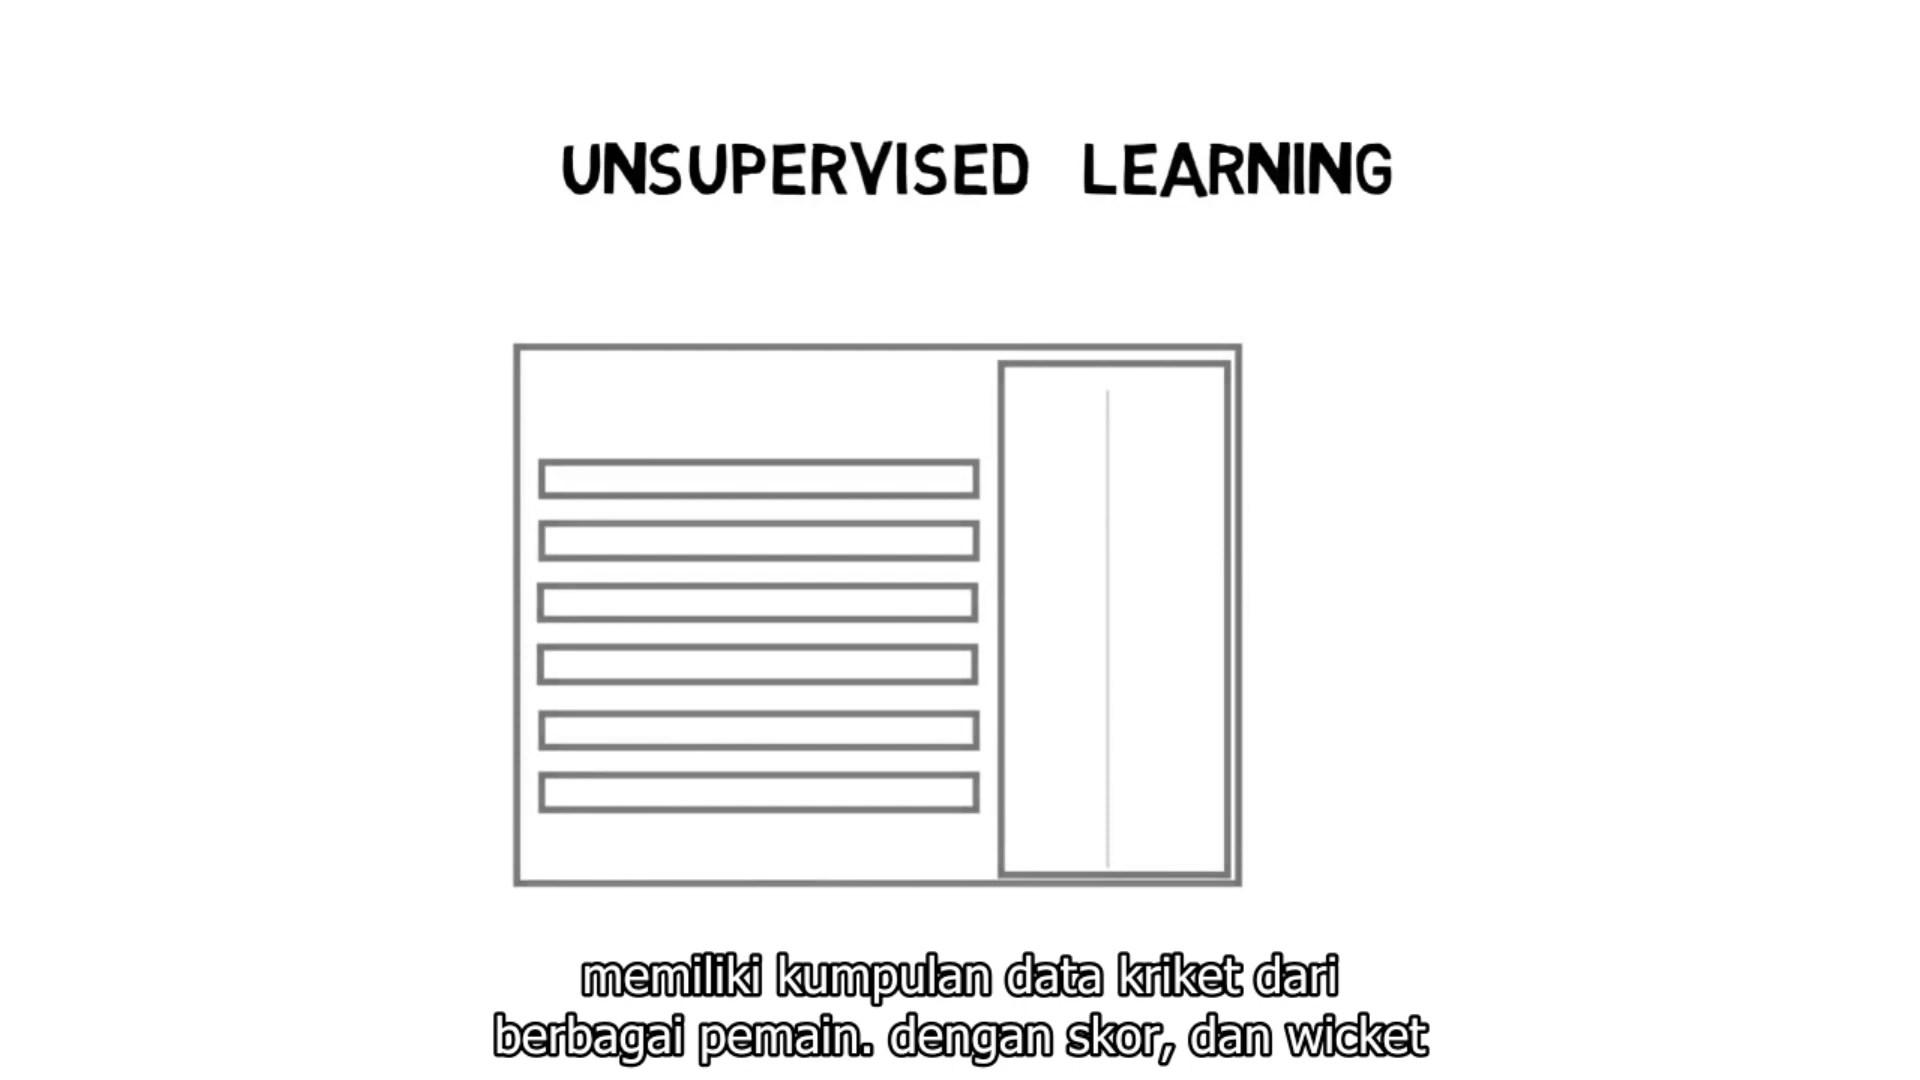 UNSUPERVISED LEARNING
memiliki kumpulan data kriket dari
berbagai pemain. dengan skor, dan wicket